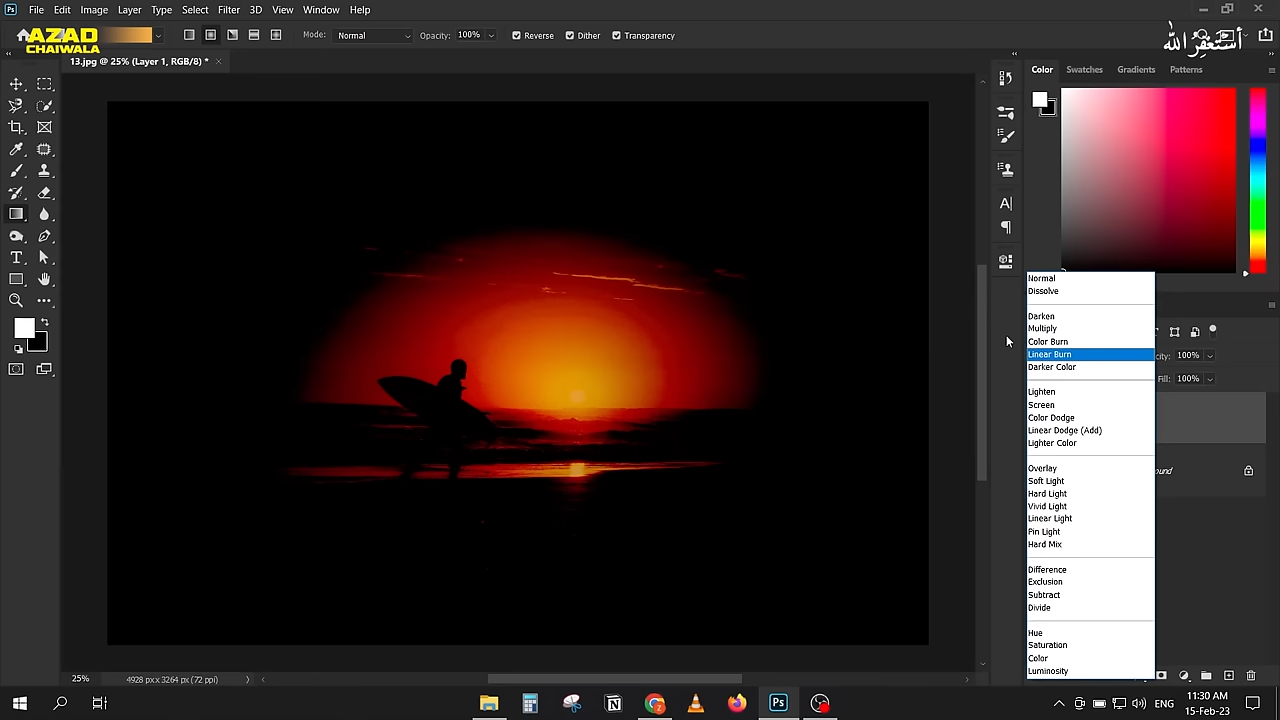 File Edit Image Layer Type Select Filter 3D View Window Help
AZAD
CHAIWALA
Mode: Normal Opacity: 100% Reverse Dither Transparency
أستغفر الله
13.jpg @ 25% (Layer 1, RGB/8) *
Color Swatches Gradients Patterns
Normal
Dissolve
Darken
Multiply
Color Burn
Linear Burn
Darker Color
Lighten
Screen
Color Dodge
Linear Dodge (Add)
Lighter Color
Overlay
Soft Light
Hard Light
Vivid Light
Linear Light
Pin Light
Hard Mix
Difference
Exclusion
Subtract
Divide
Hue
Saturation
Color
Luminosity
100%
Fill: 100%
25% 4928 px x 3264 px (72 ppi)
ENG
11:30 AM
15-Feb-23